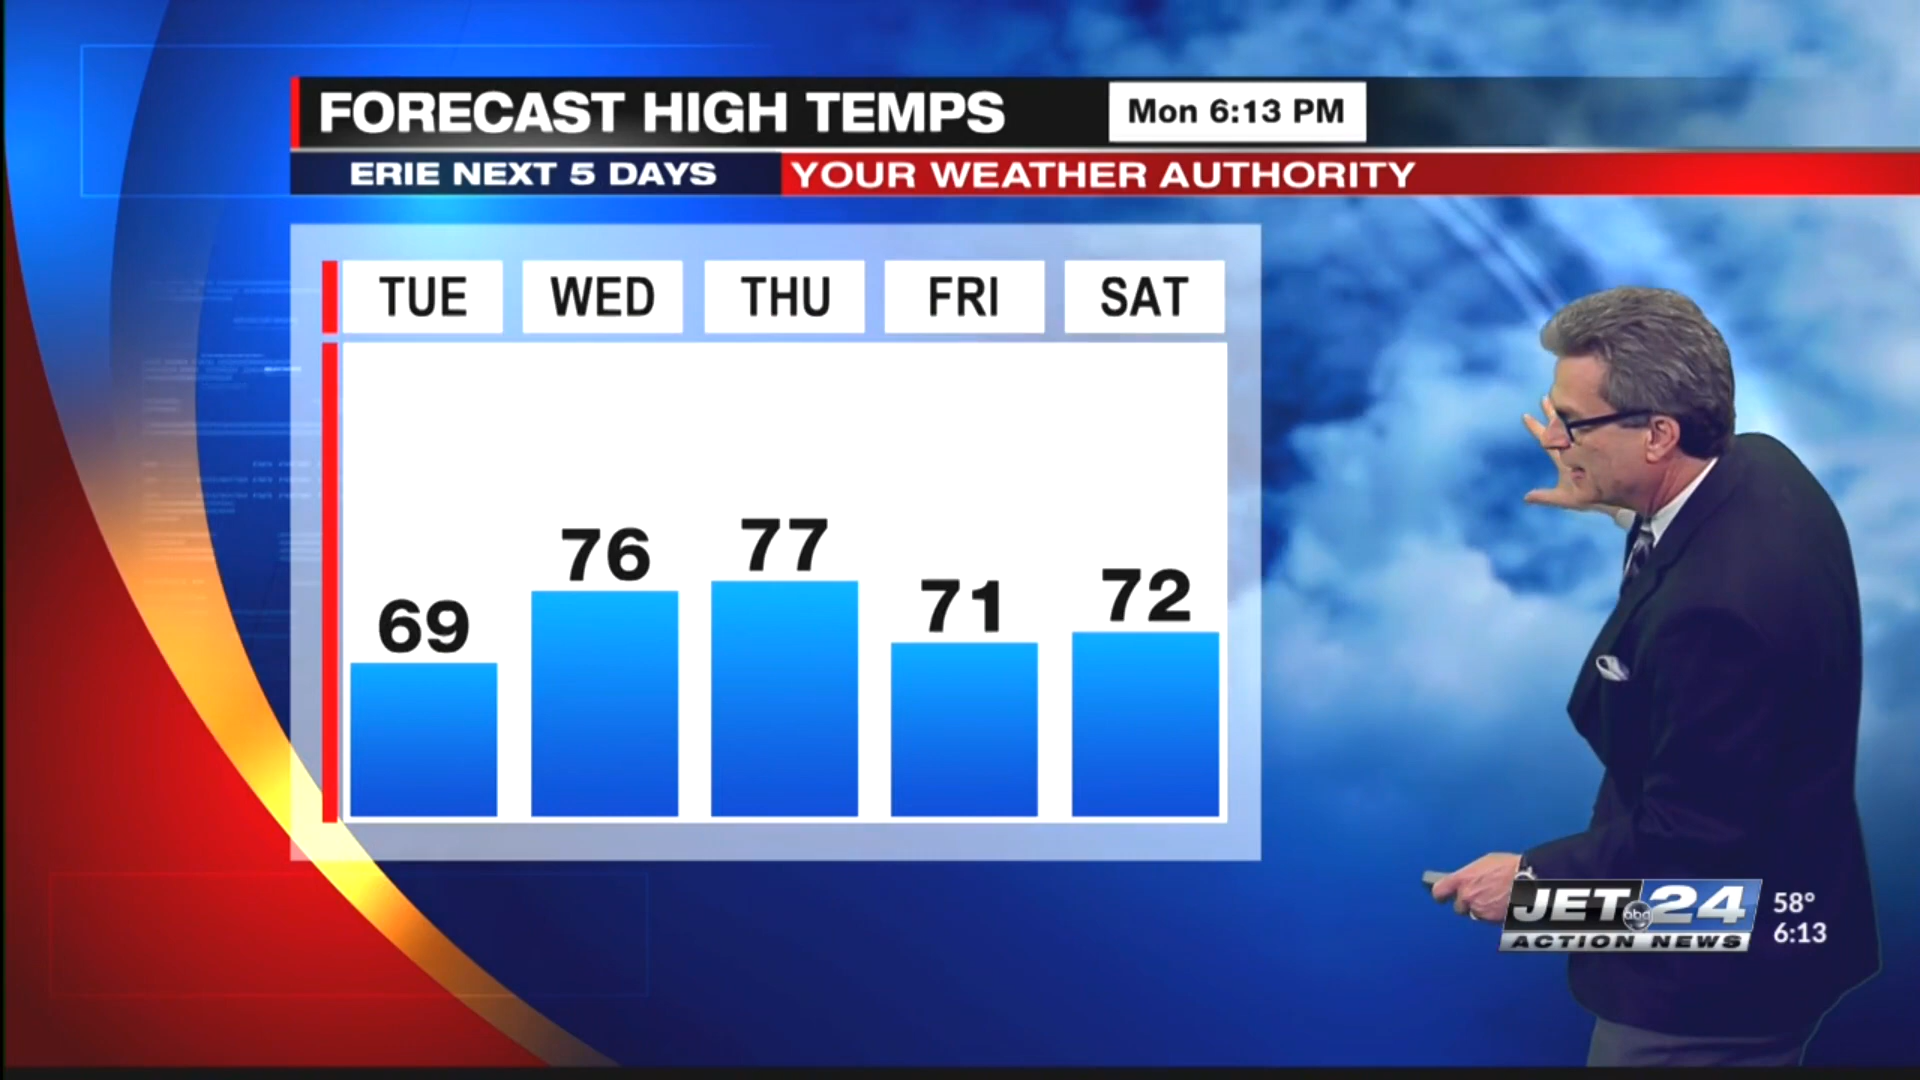 FORECAST HIGH TEMPS
Mon 6:13 PM
ERIE NEXT 5 DAYS
YOUR WEATHER AUTHORITY
TUE WED THU FRI SAT
69 76 77 71 72
JET abc 24
ACTION NEWS
58°
6:13